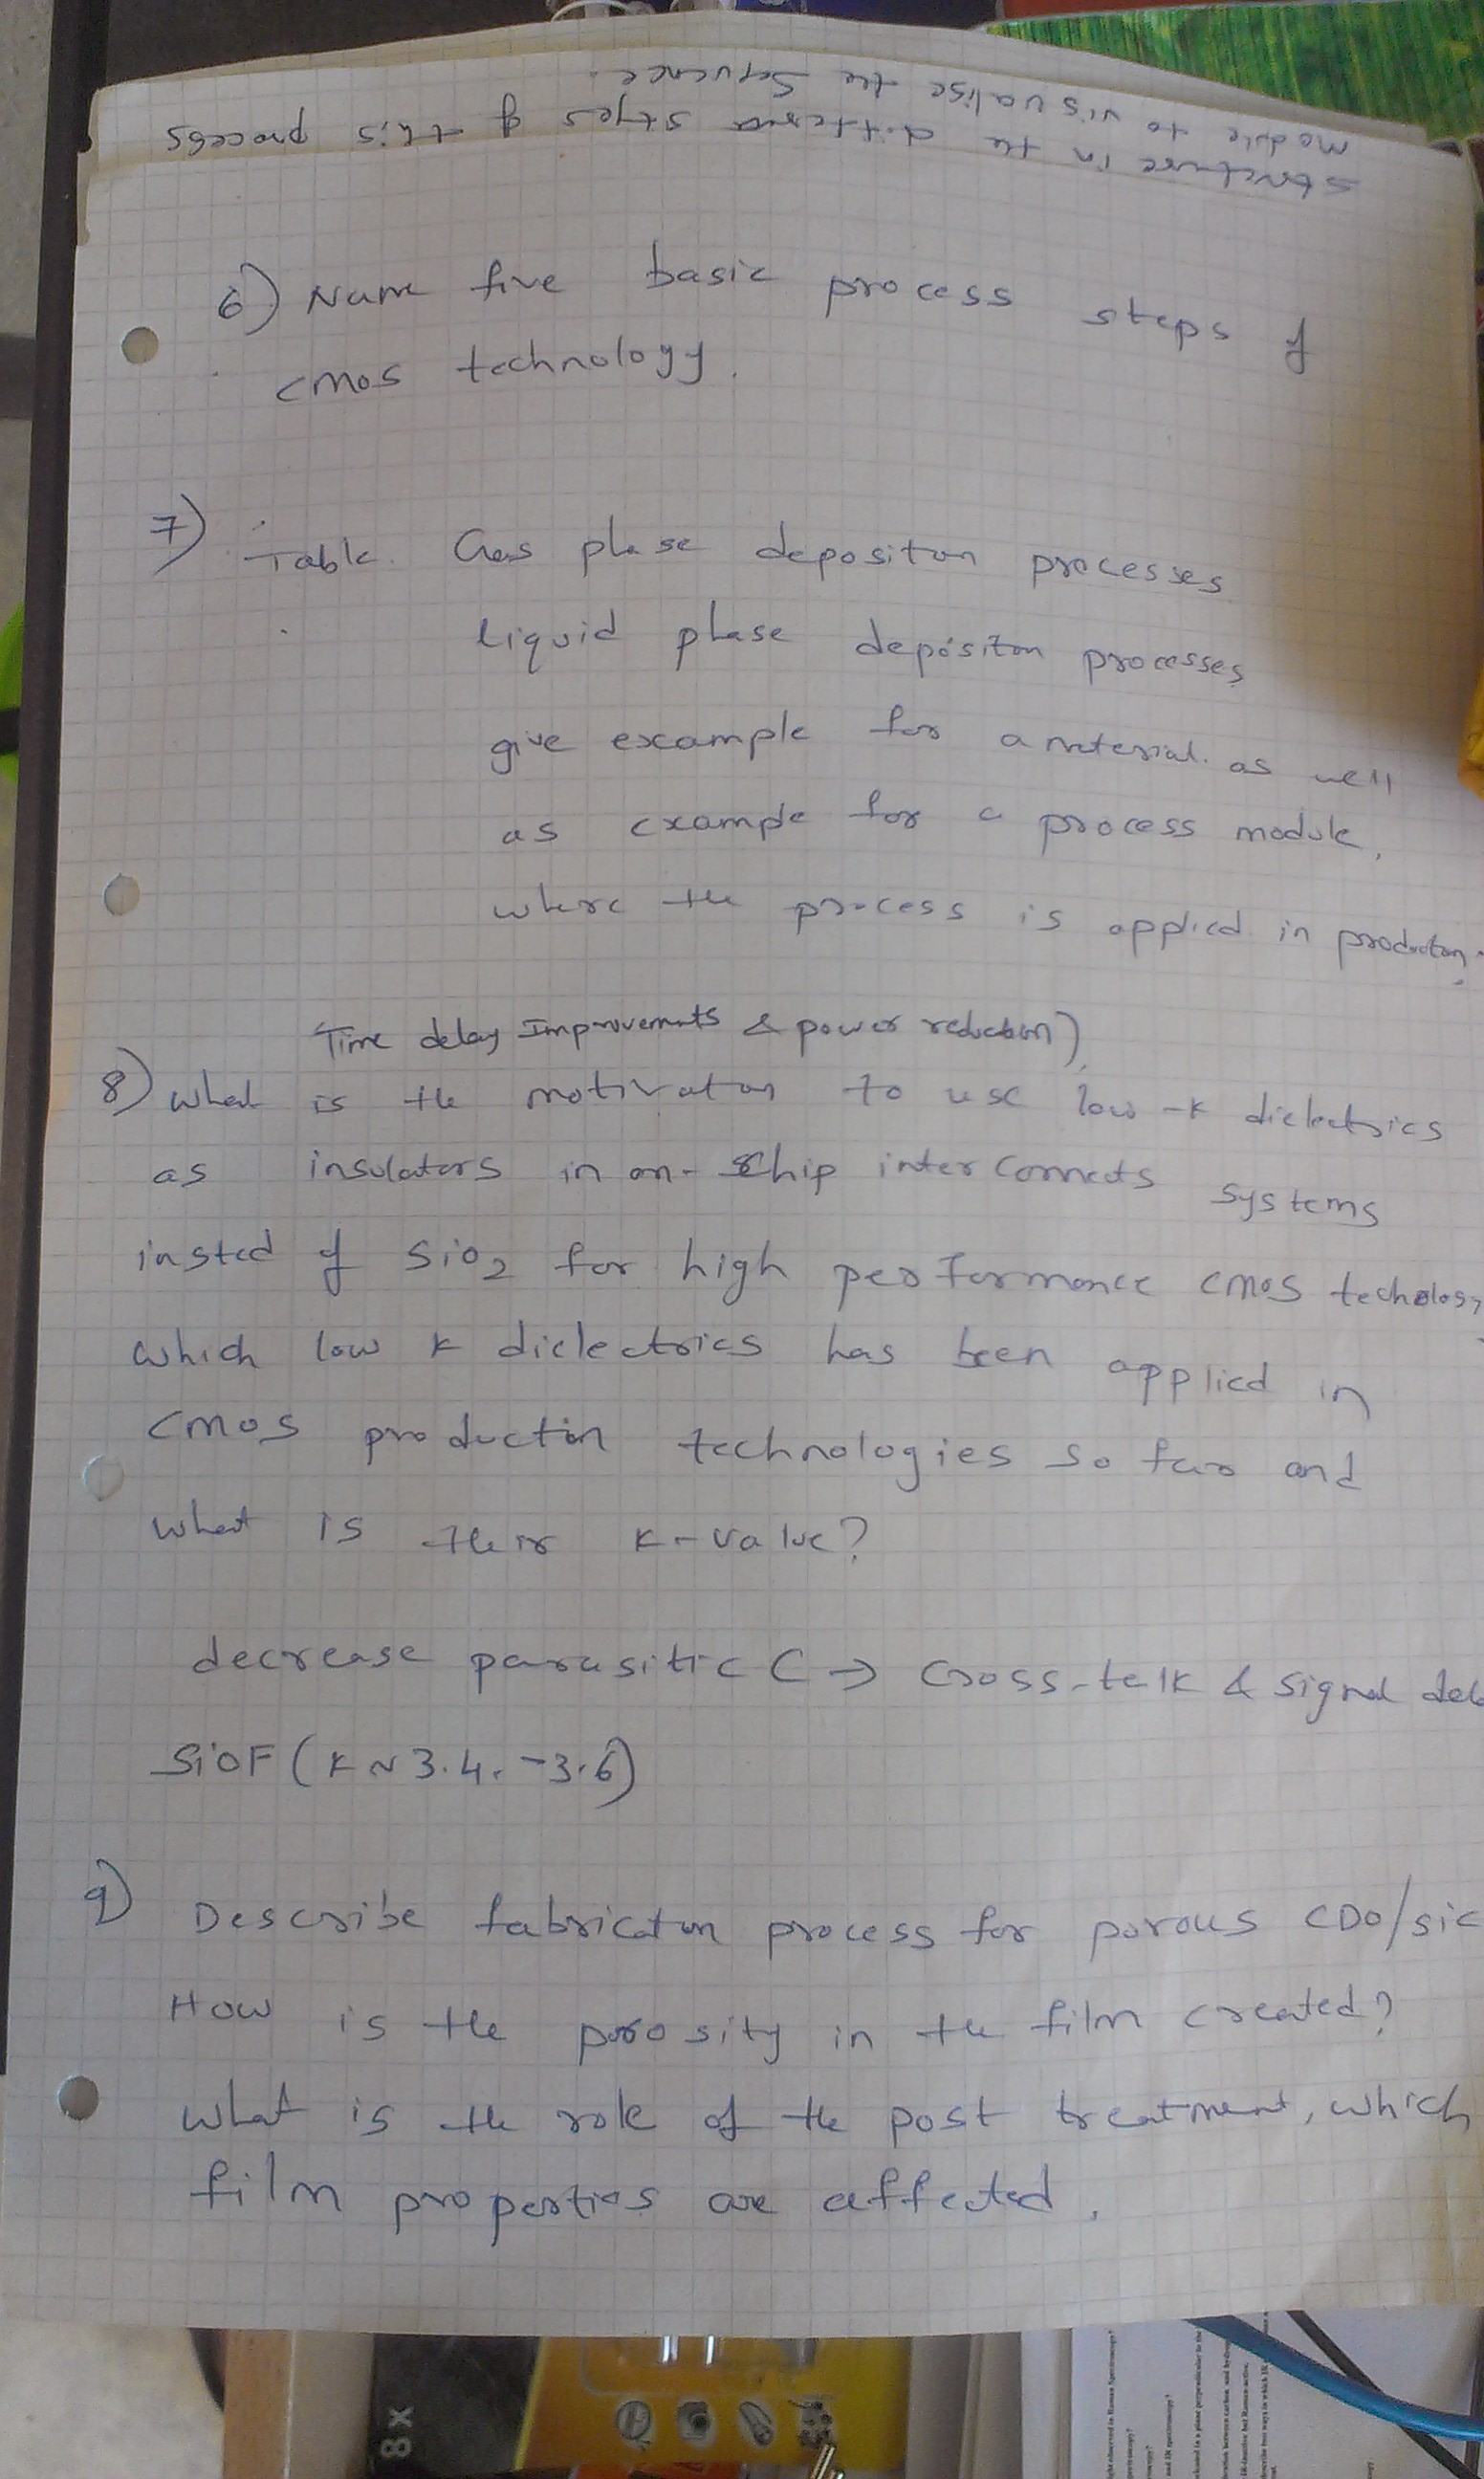 structure in the different styes of this process
module to visualise the sequence.
6) Name five basic process steps of
CMOS technology.
7) Table. Gas phase depositon processes
liquid phase depositon processes
give example for a material. as well
as example for a process module,
where the process is applied in producton.
Time delay Improvements & power reduction)
8) What is the motivaton to use low-k dielectrics
as insulators in on-chip inter connects systems
insted of SiO2 for high performance CMOS techology
which low k dielectrics has been applied in
CMOS production technologies so far and
what is their k-value?
decrease parasitic C → Cross-talk & signal del
SiOF (k ~ 3.4. - 3.6)
9) Describe fabricaton process for porous CDO/sic
How is the porosity in the film created?
What is the role of the post treatment, which
film properties are affected.
8x